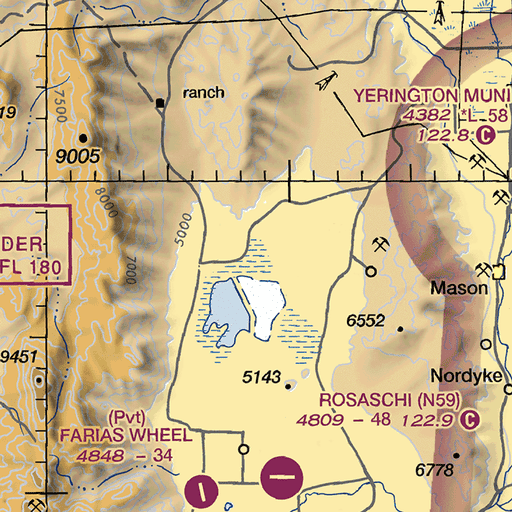 ranch
YERINGTON MUNI
4382 *L-58
122.8 C
19
7500
9005
8000
5000
DER
FL 180
7000
Mason
6552
9451
5143
Nordyke
ROSASCHI (N59)
4809 - 48 122.9 C
(Pvt)
FARIAS WHEEL
4848 - 34
6778